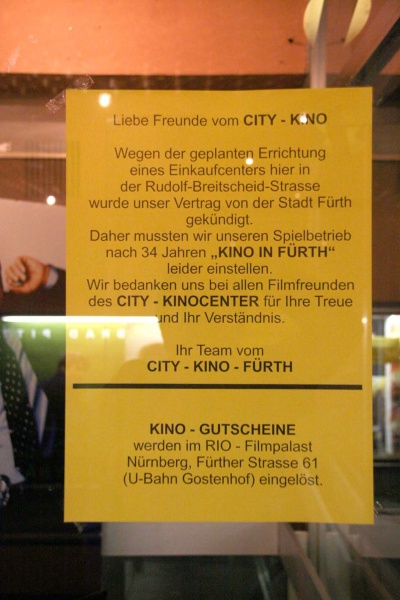 Liebe Freunde vom CITY - KINO
Wegen der geplanten Errichtung
eines Einkaufcenters hier in
der Rudolf-Breitscheid-Strasse
wurde unser Vertrag von der Stadt Fürth
gekündigt.
Daher mussten wir unseren Spielbetrieb
nach 34 Jahren „KINO IN FÜRTH“
leider einstellen.
Wir bedanken uns bei allen Filmfreunden
des CITY - KINOCENTER für Ihre Treue
und Ihr Verständnis.
Ihr Team vom
CITY - KINO - FÜRTH
KINO - GUTSCHEINE
werden im RIO - Filmpalast
Nürnberg, Fürther Strasse 61
(U-Bahn Gostenhof) eingelöst.